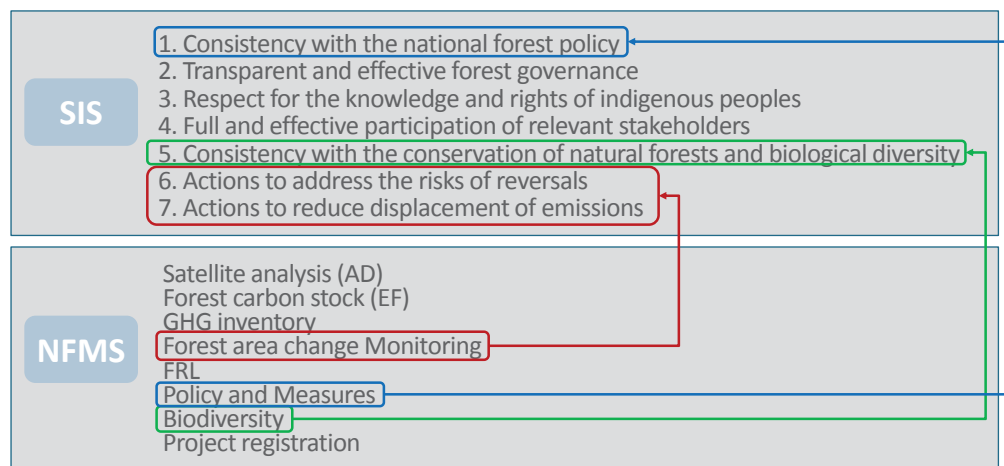 SIS
1. Consistency with the national forest policy
2. Transparent and effective forest governance
3. Respect for the knowledge and rights of indigenous peoples
4. Full and effective participation of relevant stakeholders
5. Consistency with the conservation of natural forests and biological diversity
6. Actions to address the risks of reversals
7. Actions to reduce displacement of emissions
NFMS
Satellite analysis (AD)
Forest carbon stock (EF)
GHG inventory
Forest area change Monitoring
FRL
Policy and Measures
Biodiversity
Project registration